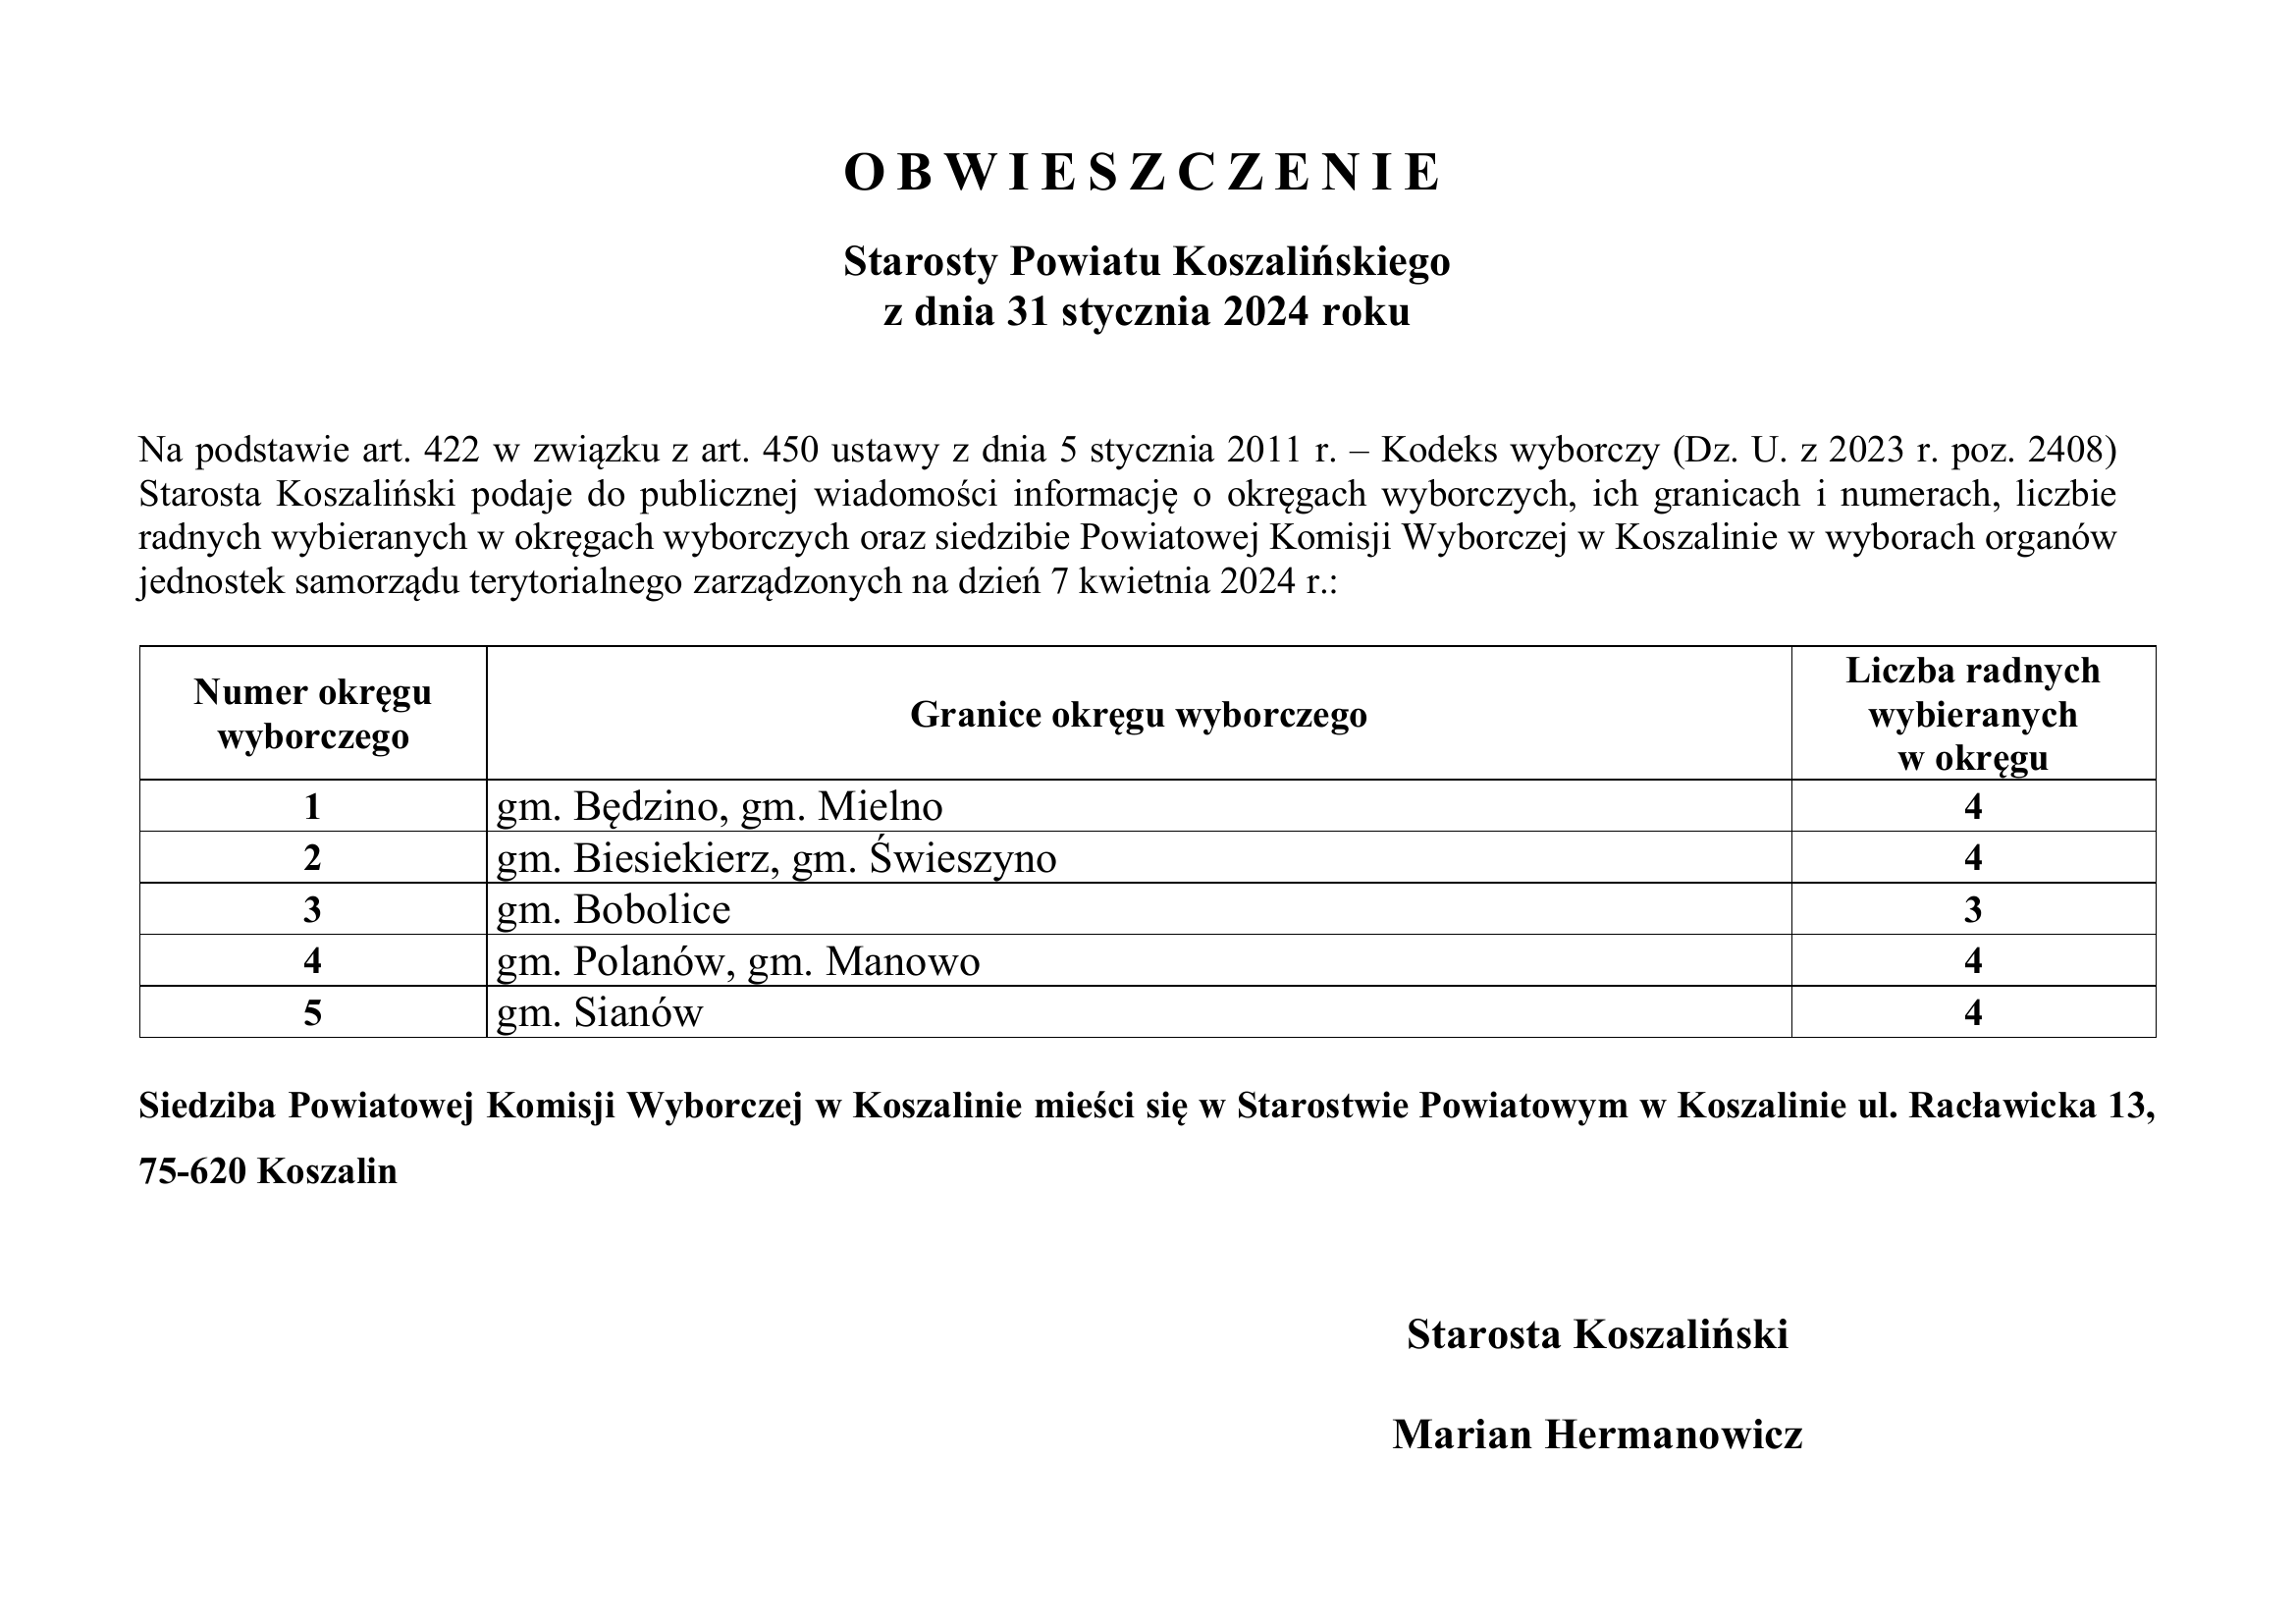 OBWIESZCZENIE
Starosty Powiatu Koszalińskiego
z dnia 31 stycznia 2024 roku
Na podstawie art. 422 w związku z art. 450 ustawy z dnia 5 stycznia 2011 r. – Kodeks wyborczy (Dz. U. z 2023 r. poz. 2408)
Starosta Koszaliński podaje do publicznej wiadomości informację o okręgach wyborczych, ich granicach i numerach, liczbie
radnych wybieranych w okręgach wyborczych oraz siedzibie Powiatowej Komisji Wyborczej w Koszalinie w wyborach organów
jednostek samorządu terytorialnego zarządzonych na dzień 7 kwietnia 2024 r.:
Numer okręgu
wyborczego
Granice okręgu wyborczego
Liczba radnych
wybieranych
w okręgu
1 gm. Będzino, gm. Mielno 4
2 gm. Biesiekierz, gm. Świeszyno 4
3 gm. Bobolice 3
4 gm. Polanów, gm. Manowo 4
5 gm. Sianów 4
Siedziba Powiatowej Komisji Wyborczej w Koszalinie mieści się w Starostwie Powiatowym w Koszalinie ul. Racławicka 13,
75-620 Koszalin
Starosta Koszaliński
Marian Hermanowicz